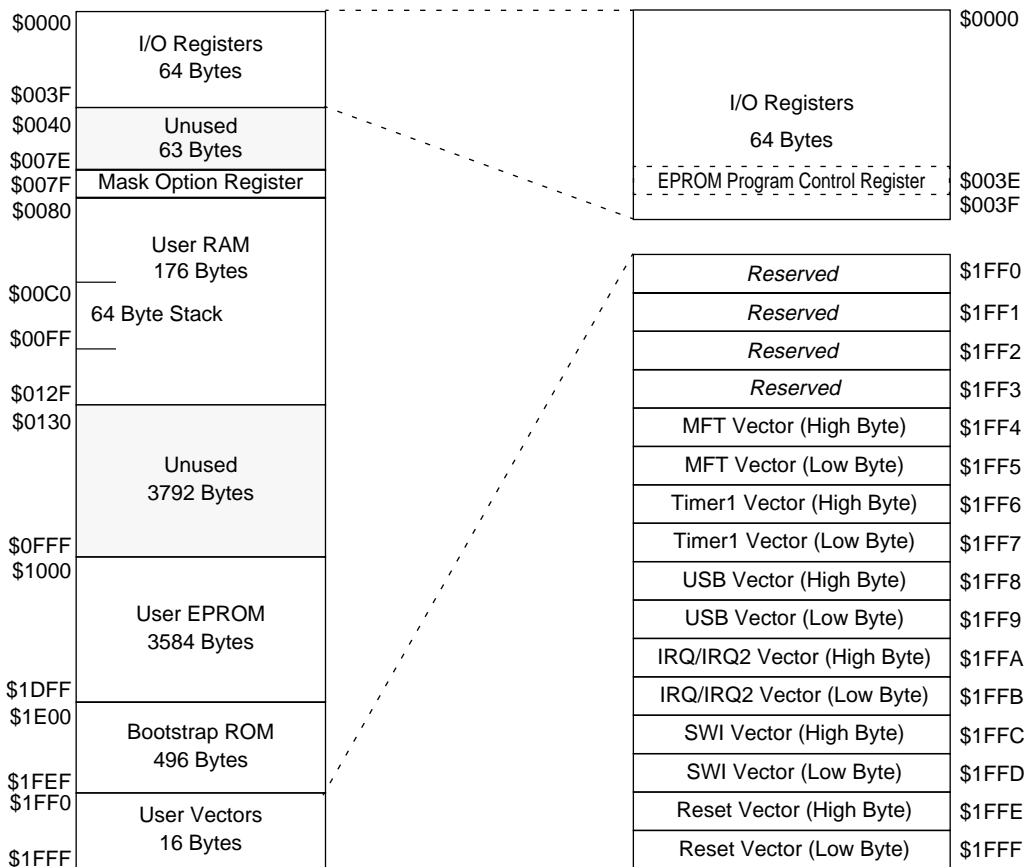 $0000
I/O Registers
64 Bytes
$003F
$0040
Unused
63 Bytes
$007E
$007F
Mask Option Register
$0080
User RAM
176 Bytes
$00C0
64 Byte Stack
$00FF
$012F
$0130
Unused
3792 Bytes
$0FFF
$1000
User EPROM
3584 Bytes
$1DFF
$1E00
Bootstrap ROM
496 Bytes
$1FEF
$1FF0
User Vectors
16 Bytes
$1FFF
$0000
I/O Registers
64 Bytes
EPROM Program Control Register $003E
$003F
Reserved $1FF0
Reserved $1FF1
Reserved $1FF2
Reserved $1FF3
MFT Vector (High Byte) $1FF4
MFT Vector (Low Byte) $1FF5
Timer1 Vector (High Byte) $1FF6
Timer1 Vector (Low Byte) $1FF7
USB Vector (High Byte) $1FF8
USB Vector (Low Byte) $1FF9
IRQ/IRQ2 Vector (High Byte) $1FFA
IRQ/IRQ2 Vector (Low Byte) $1FFB
SWI Vector (High Byte) $1FFC
SWI Vector (Low Byte) $1FFD
Reset Vector (High Byte) $1FFE
Reset Vector (Low Byte) $1FFF